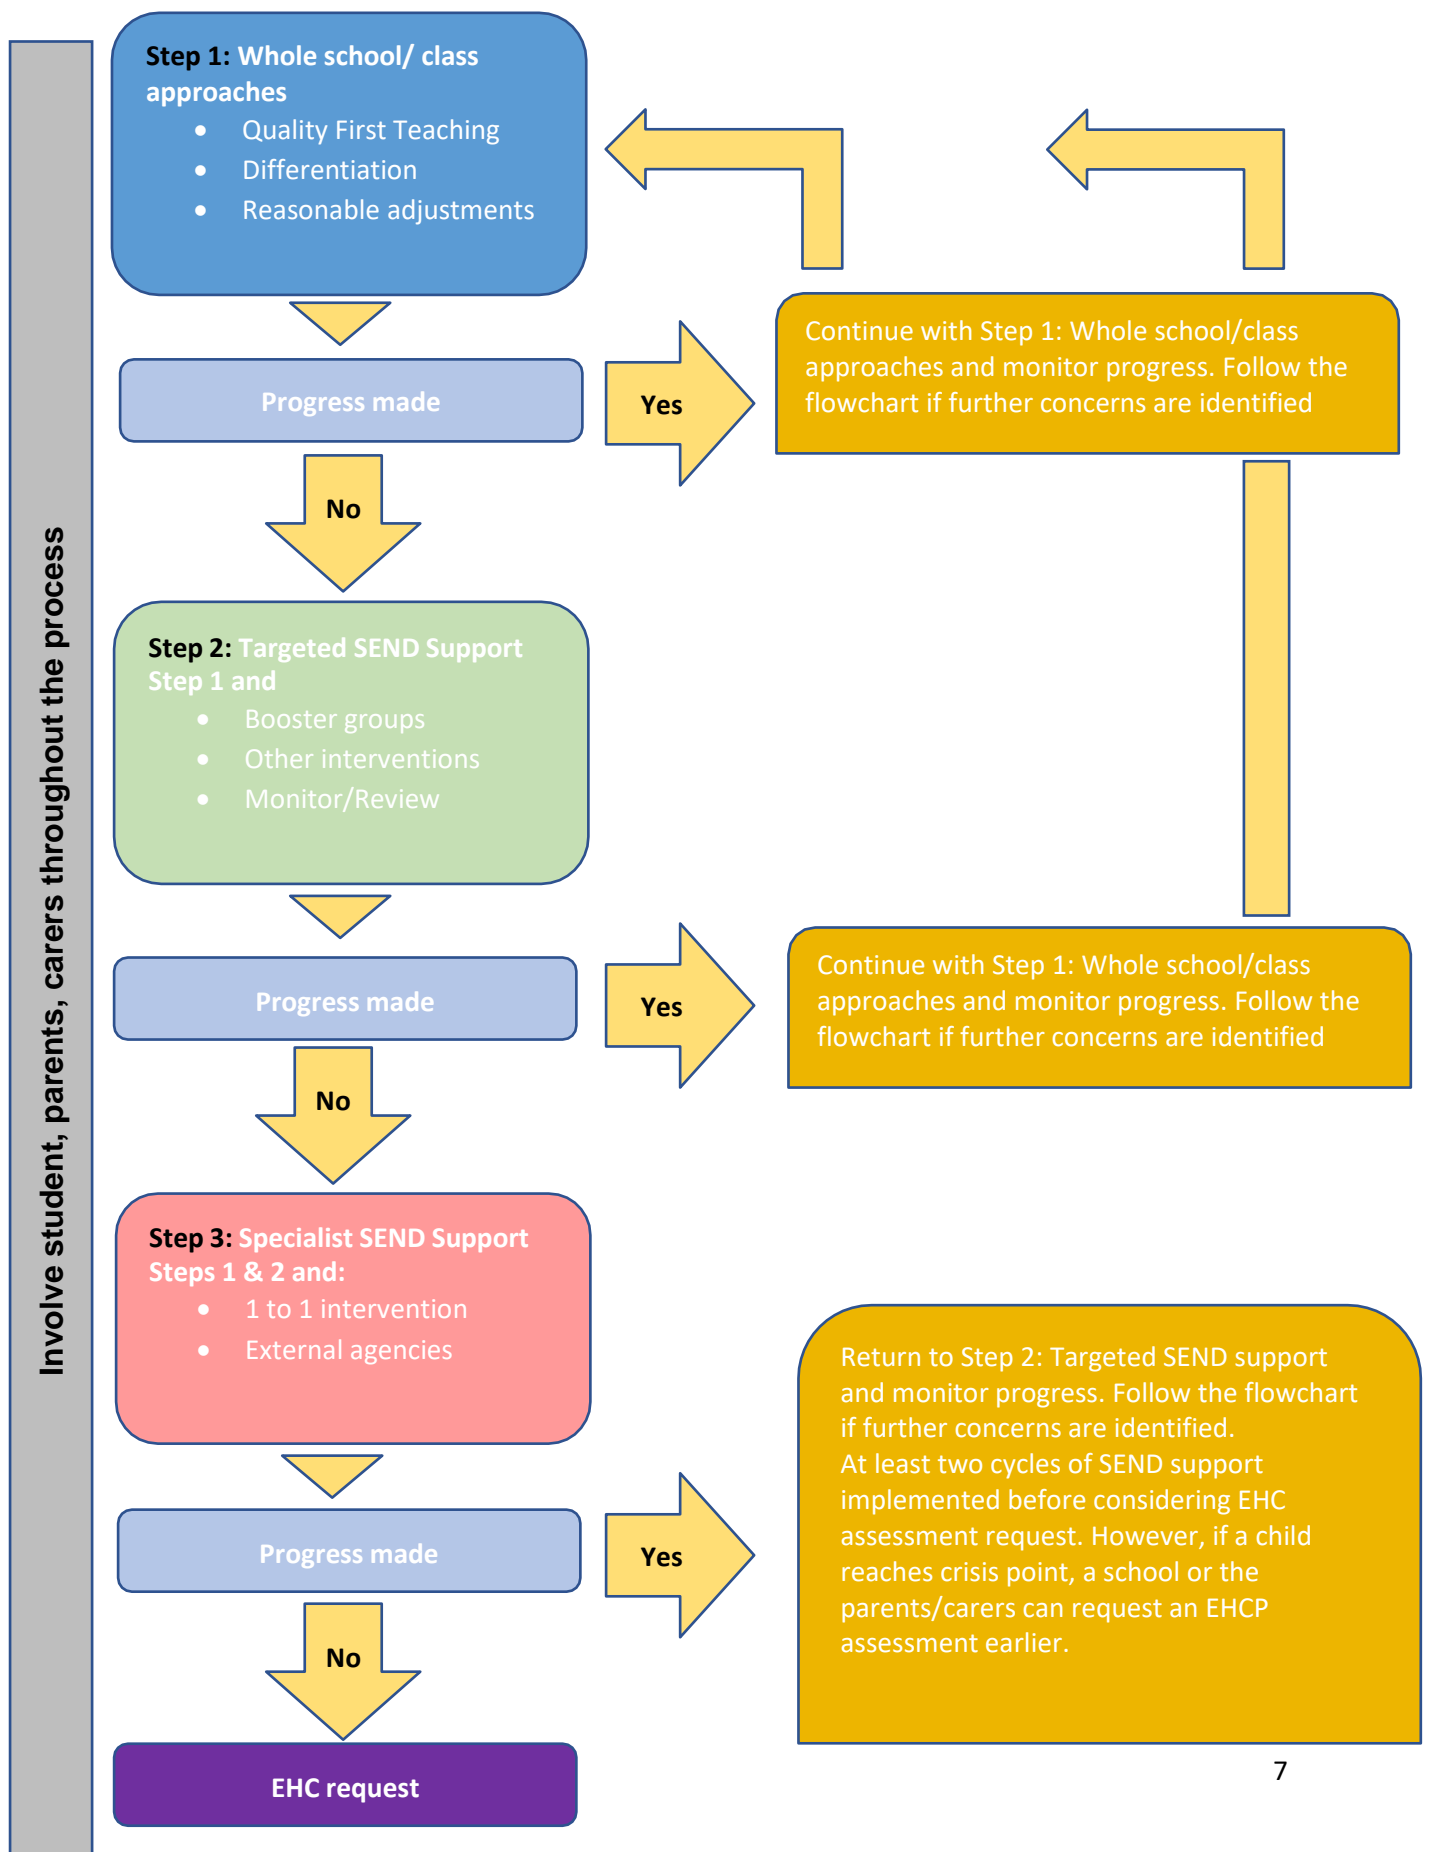 Involve student, parents, carers throughout the process
Step 1: Whole school/ class
approaches
• Quality First Teaching
• Differentiation
• Reasonable adjustments
Progress made
Yes
Continue with Step 1: Whole school/class
approaches and monitor progress. Follow the
flowchart if further concerns are identified
No
Step 2: Targeted SEND Support
Step 1 and
• Booster groups
• Other interventions
• Monitor/Review
Progress made
Yes
Continue with Step 1: Whole school/class
approaches and monitor progress. Follow the
flowchart if further concerns are identified
No
Step 3: Specialist SEND Support
Steps 1 & 2 and:
• 1 to 1 intervention
• External agencies
Progress made
Yes
Return to Step 2: Targeted SEND support
and monitor progress. Follow the flowchart
if further concerns are identified.
At least two cycles of SEND support
implemented before considering EHC
assessment request. However, if a child
reaches crisis point, a school or the
parents/carers can request an EHCP
assessment earlier.
No
EHC request
7